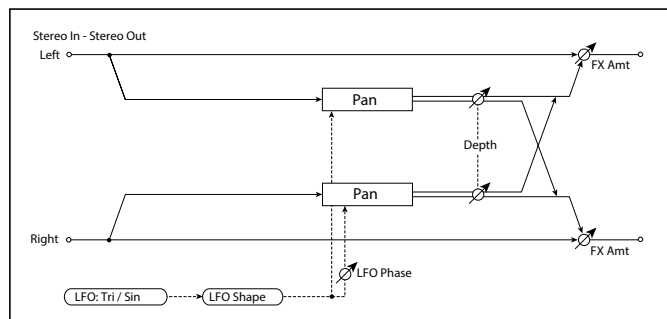 Stereo In - Stereo Out
Left
FX Amt
Pan
Depth
Pan
Right
FX Amt
LFO Phase
LFO: Tri / Sin
LFO Shape